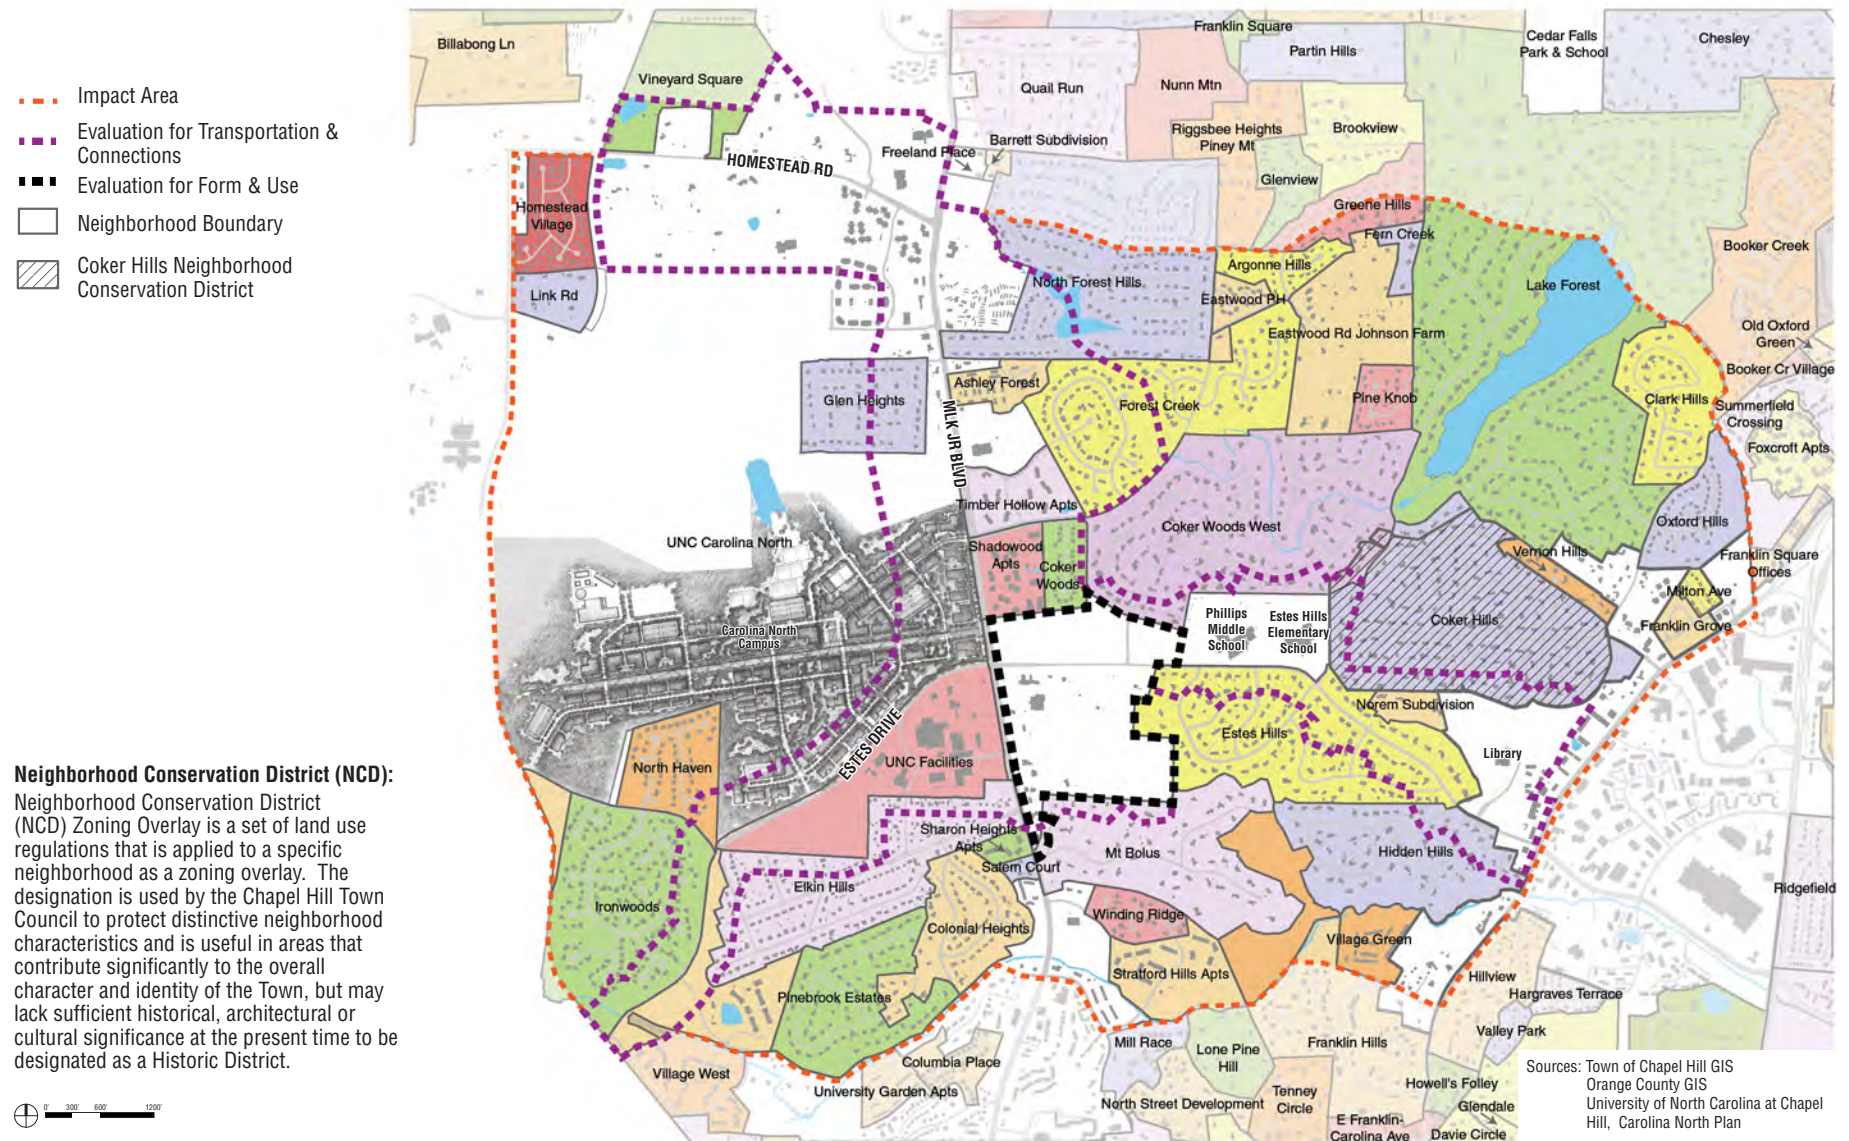 Impact Area
Evaluation for Transportation &
Connections
Evaluation for Form & Use
Neighborhood Boundary
Coker Hills Neighborhood
Conservation District
Neighborhood Conservation District (NCD):
Neighborhood Conservation District
(NCD) Zoning Overlay is a set of land use
regulations that is applied to a specific
neighborhood as a zoning overlay.  The
designation is used by the Chapel Hill Town
Council to protect distinctive neighborhood
characteristics and is useful in areas that
contribute significantly to the overall
character and identity of the Town, but may
lack sufficient historical, architectural or
cultural significance at the present time to be
designated as a Historic District.
0' 300' 600' 1200'
Billabong Ln
Vineyard Square
Franklin Square
Partin Hills
Cedar Falls
Park & School
Chesley
Quail Run
Nunn Mtn
Riggsbee Heights
Piney Mt
Brookview
Barrett Subdivision
Freeland Place
HOMESTEAD RD
Glenview
Homestead
Village
Greene Hills
Fern Creek
Booker Creek
Link Rd
North Forest Hills
Argonne Hills
Lake Forest
Eastwood PH
Eastwood Rd Johnson Farm
Old Oxford
Green
Booker Cr Village
Ashley Forest
Glen Heights
Forest Creek
Pine Knob
Clark Hills
Summerfield
Crossing
Foxcroft Apts
MLK JR BLVD
Timber Hollow Apts
Coker Woods West
Oxford Hills
UNC Carolina North
Shadowood
Apts
Coker
Woods
Vernon Hills
Franklin Square
Offices
Milton Ave
Franklin Grove
Phillips
Middle
School
Estes Hills
Elementary
School
Coker Hills
Carolina North
Campus
Norem Subdivision
Estes Hills
Library
ESTES DRIVE
UNC Facilities
North Haven
Sharon Heights
Apts
Salem Court
Mt Bolus
Hidden Hills
Elkin Hills
Ridgefield
Ironwoods
Winding Ridge
Colonial Heights
Village Green
Stratford Hills Apts
Hillview
Hargraves Terrace
Pinebrook Estates
Valley Park
Mill Race
Lone Pine
Hill
Franklin Hills
Columbia Place
Village West
University Garden Apts
Howell's Folley
Glendale
North Street Development
Tenney
Circle
E Franklin-
Carolina Ave
Davie Circle
Sources: Town of Chapel Hill GIS
Orange County GIS
University of North Carolina at Chapel
Hill,  Carolina North Plan